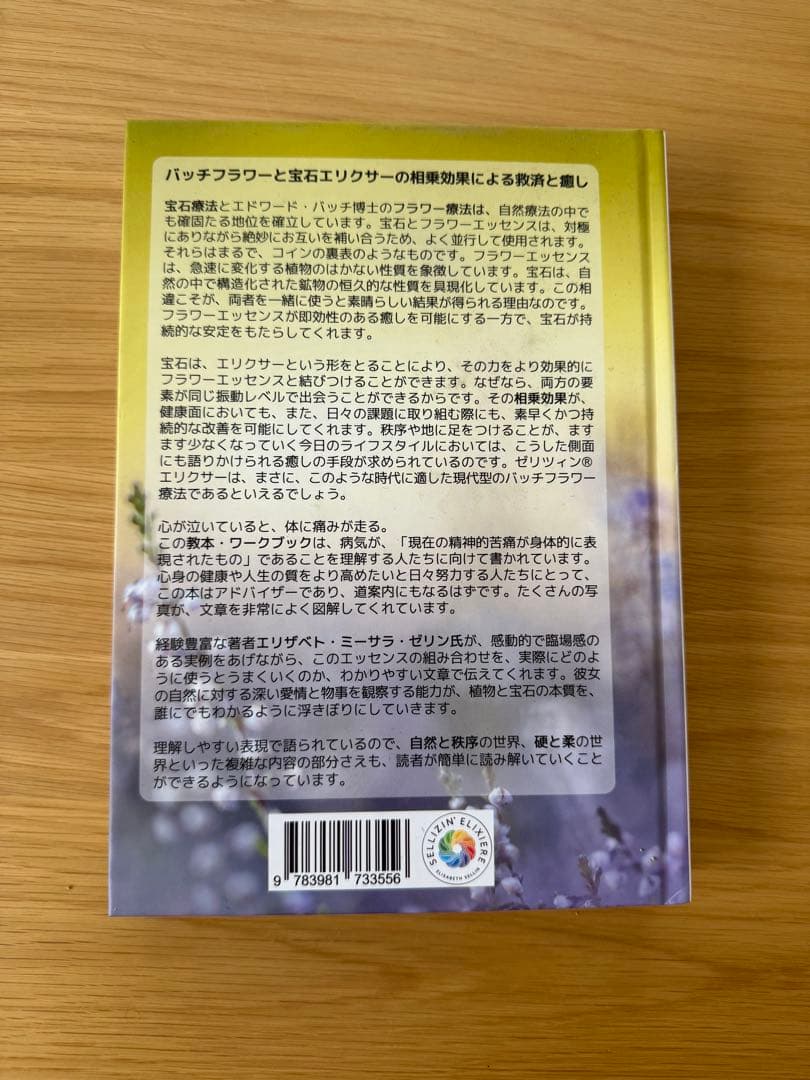 バッチフラワーと宝石エリクサーの相乗効果による救済と癒し
宝石療法とエドワード・バッチ博士のフラワー療法は、自然療法の中で
も確固たる地位を確立しています。宝石とフラワーエッセンスは、対極
にありながら絶妙にお互いを補い合うため、よく並行して使用されます。
それらはまるで、コインの裏表のようなものです。フラワーエッセンス
は、急速に変化する植物のはかない性質を象徴しています。宝石は、自
然の中で構造化された鉱物の恒久的な性質を具現化しています。この相
違こそが、両者を一緒に使うと素晴らしい結果が得られる理由なのです。
フラワーエッセンスが即効性のある癒しを可能にする一方で、宝石が持
続的な安定をもたらしてくれます。
宝石は、エリクサーという形をとることにより、その力をより効果的に
フラワーエッセンスと結びつけることができます。なぜなら、両方の要
素が同じ振動レベルで出会うことができるからです。その相乗効果が、
健康面においても、また、日々の課題に取り組む際にも、素早くかつ持
続的な改善を可能にしてくれます。秩序や地に足をつけることが、ます
ます少なくなっていく今日のライフスタイルにおいては、こうした側面
にも語りかけられる癒しの手段が求められているのです。ゼリツィン®
エリクサーは、まさに、このような時代に適した現代型のバッチフラワー
療法であるといえるでしょう。
心が泣いていると、体に痛みが走る。
この教本・ワークブックは、病気が、「現在の精神的苦痛が身体的に表
現されたもの」であることを理解する人たちに向けて書かれています。
心身の健康や人生の質をより高めたいと日々努力する人たちにとって、
この本はアドバイザーであり、道案内にもなるはずです。たくさんの写
真が、文章を非常によく図解してくれています。
経験豊富な著者エリザベト・ミーサラ・ゼリン氏が、感動的で臨場感の
ある実例をあげながら、このエッセンスの組み合わせを、実際にどのよ
うに使うとうまくいくのか、わかりやすい文章で伝えてくれます。彼女
の自然に対する深い愛情と物事を観察する能力が、植物と宝石の本質を、
誰にでもわかるように浮きぼりにしていきます。
理解しやすい表現で語られているので、自然と秩序の世界、硬と柔の世
界といった複雑な内容の部分さえも、読者が簡単に読み解いていくこと
ができるようになっています。
9 783981 733556
SELLIZIN® ELIXIERE
ELISABETH SELLIN